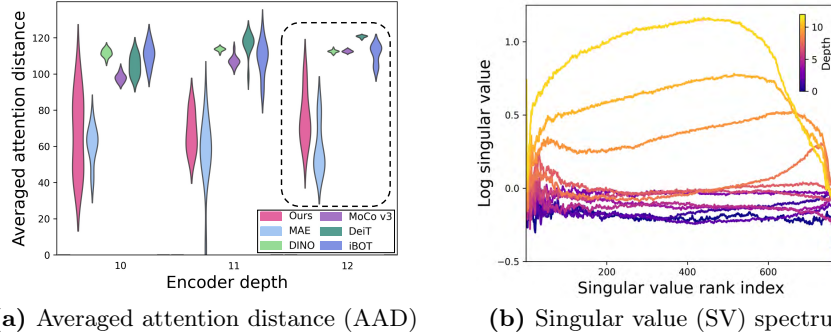 120
100
80
60
40
20
0
Averaged attention distance
10 11 12
Encoder depth
Ours
MAE
DINO
MoCo v3
DeiT
iBOT
1.0
0.5
0.0
−0.5
Log singular value
200 400 600
Singular value rank index
10
5
0
Depth
(a) Averaged attention distance (AAD)
(b) Singular value (SV)